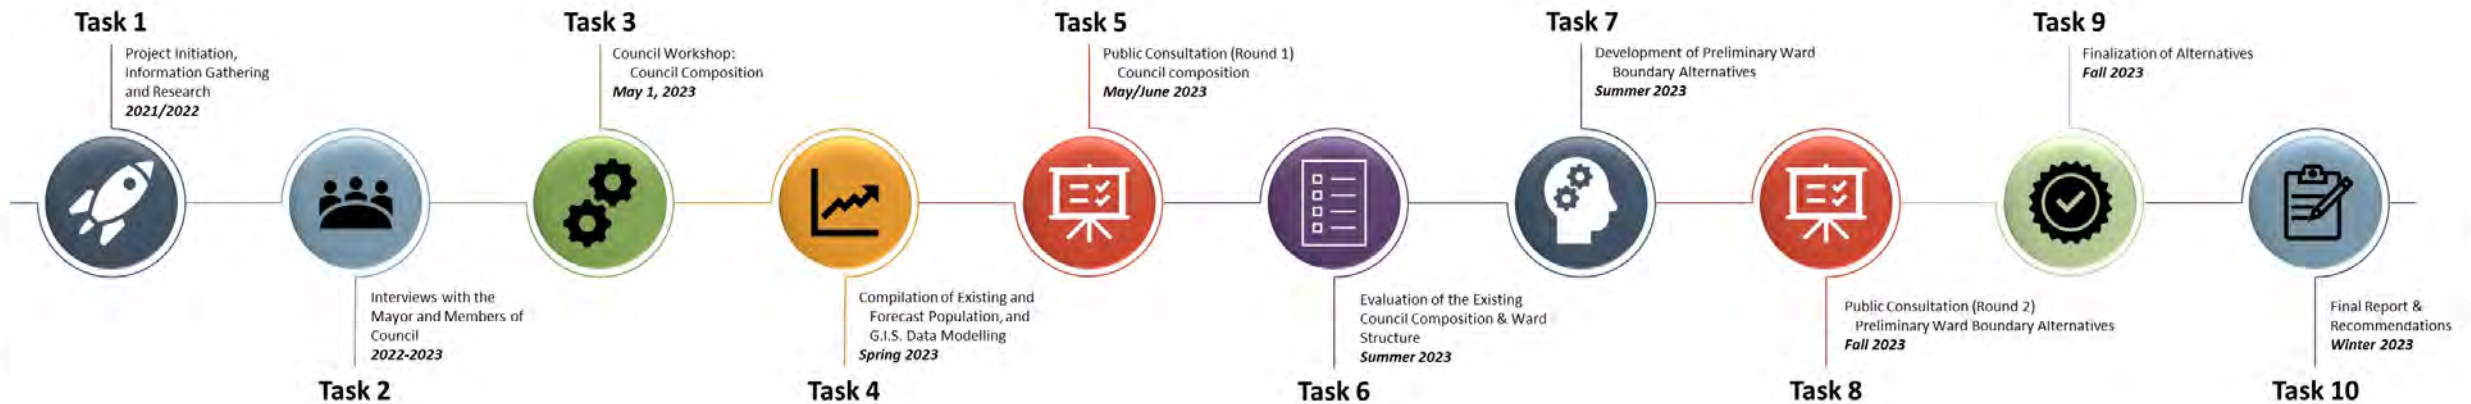 Task 1
Project Initiation,
Information Gathering
and Research
2021/2022
Interviews with the
Mayor and Members of
Council
2022-2023
Task 2
Task 3
Council Workshop:
Council Composition
May 1, 2023
Compilation of Existing and
Forecast Population, and
G.I.S. Data Modelling
Spring 2023
Task 4
Task 5
Public Consultation (Round 1)
Council composition
May/June 2023
Evaluation of the Existing
Council Composition & Ward
Structure
Summer 2023
Task 6
Task 7
Development of Preliminary Ward
Boundary Alternatives
Summer 2023
Public Consultation (Round 2)
Preliminary Ward Boundary Alternatives
Fall 2023
Task 8
Task 9
Finalization of Alternatives
Fall 2023
Final Report &
Recommendations
Winter 2023
Task 10